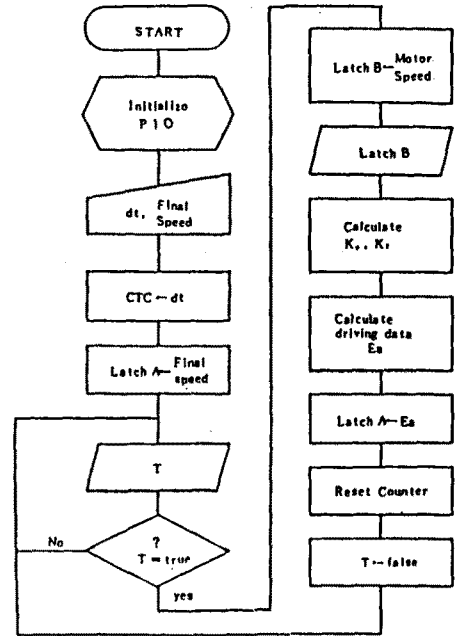 START
Initialize
P I O
dt, Final
Speed
CTC ← dt
Latch A ← Final
speed
T
?
T = true
No
yes
Latch B ← Motor
Speed
Latch B
Calculate
Calculate
driving data
Ea
Latch A ← Ea
Reset Counter
T ← false